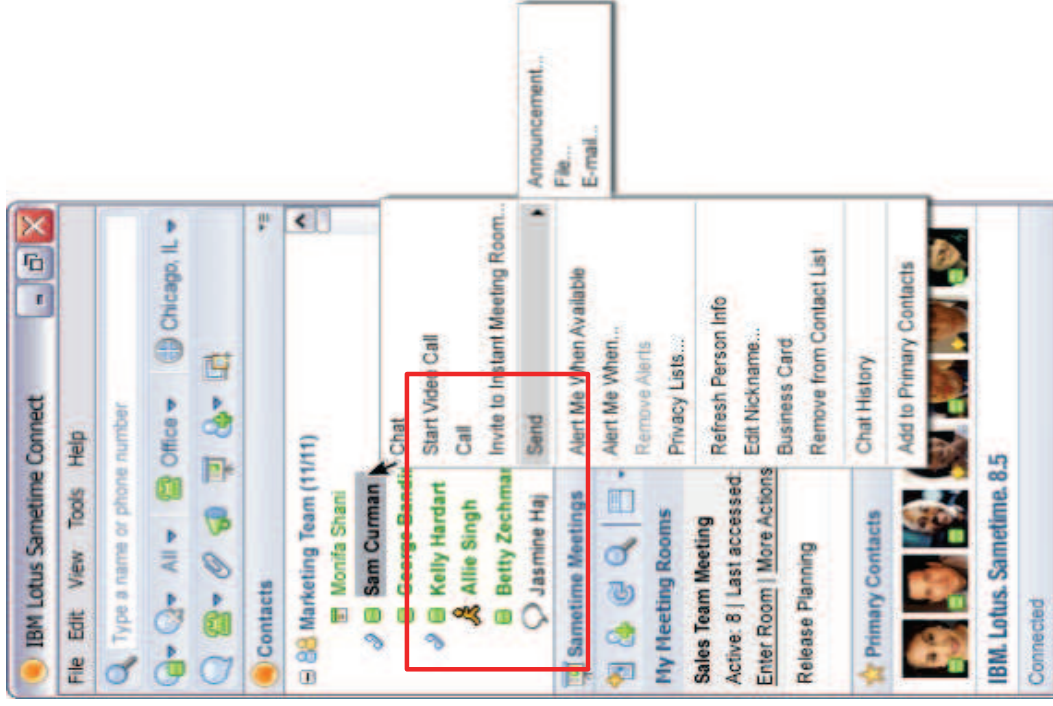 IBM Lotus Sametime Connect
File Edit View Tools Help
Type a name or phone number
All Office Chicago, IL
Contacts
Marketing Team (11/11)
Monifa Shani
Sam Curman
Kelly Hardart
Allie Singh
Betty Zechman
Jasmine Haj
Chat
Start Video Call
Call
Invite to Instant Meeting Room...
Send
Announcement...
File...
E-mail...
Alert Me When Available
Alert Me When...
Remove Alerts
Privacy Lists...
Refresh Person Info
Edit Nickname...
Business Card
Remove from Contact List
Chat History
Add to Primary Contacts
Sametime Meetings
My Meeting Rooms
Sales Team Meeting
Active: 8 | Last accessed:
Enter Room | More Actions
Release Planning
Primary Contacts
IBM. Lotus. Sametime. 8.5
Connected